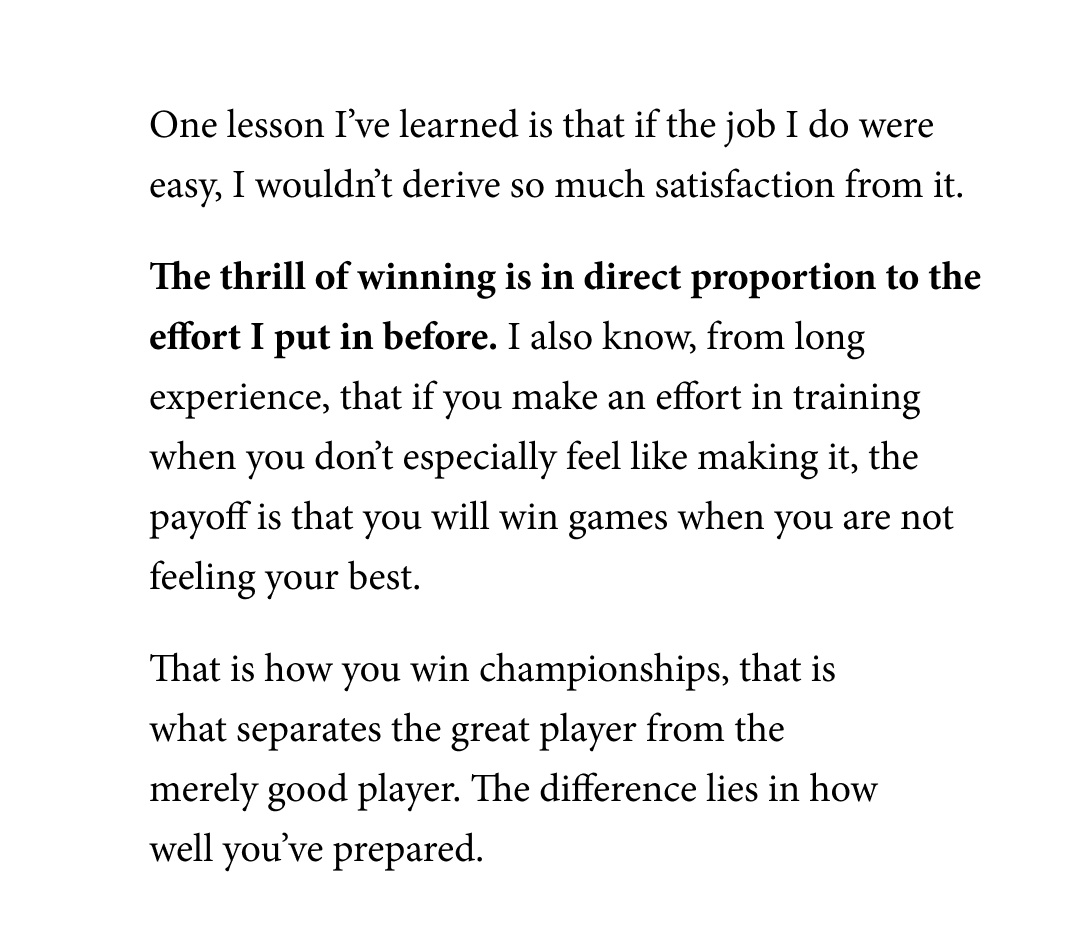 One lesson I’ve learned is that if the job I do were
easy, I wouldn’t derive so much satisfaction from it.
The thrill of winning is in direct proportion to the
effort I put in before. I also know, from long
experience, that if you make an effort in training
when you don’t especially feel like making it, the
payoff is that you will win games when you are not
feeling your best.
That is how you win championships, that is
what separates the great player from the
merely good player. The difference lies in how
well you’ve prepared.